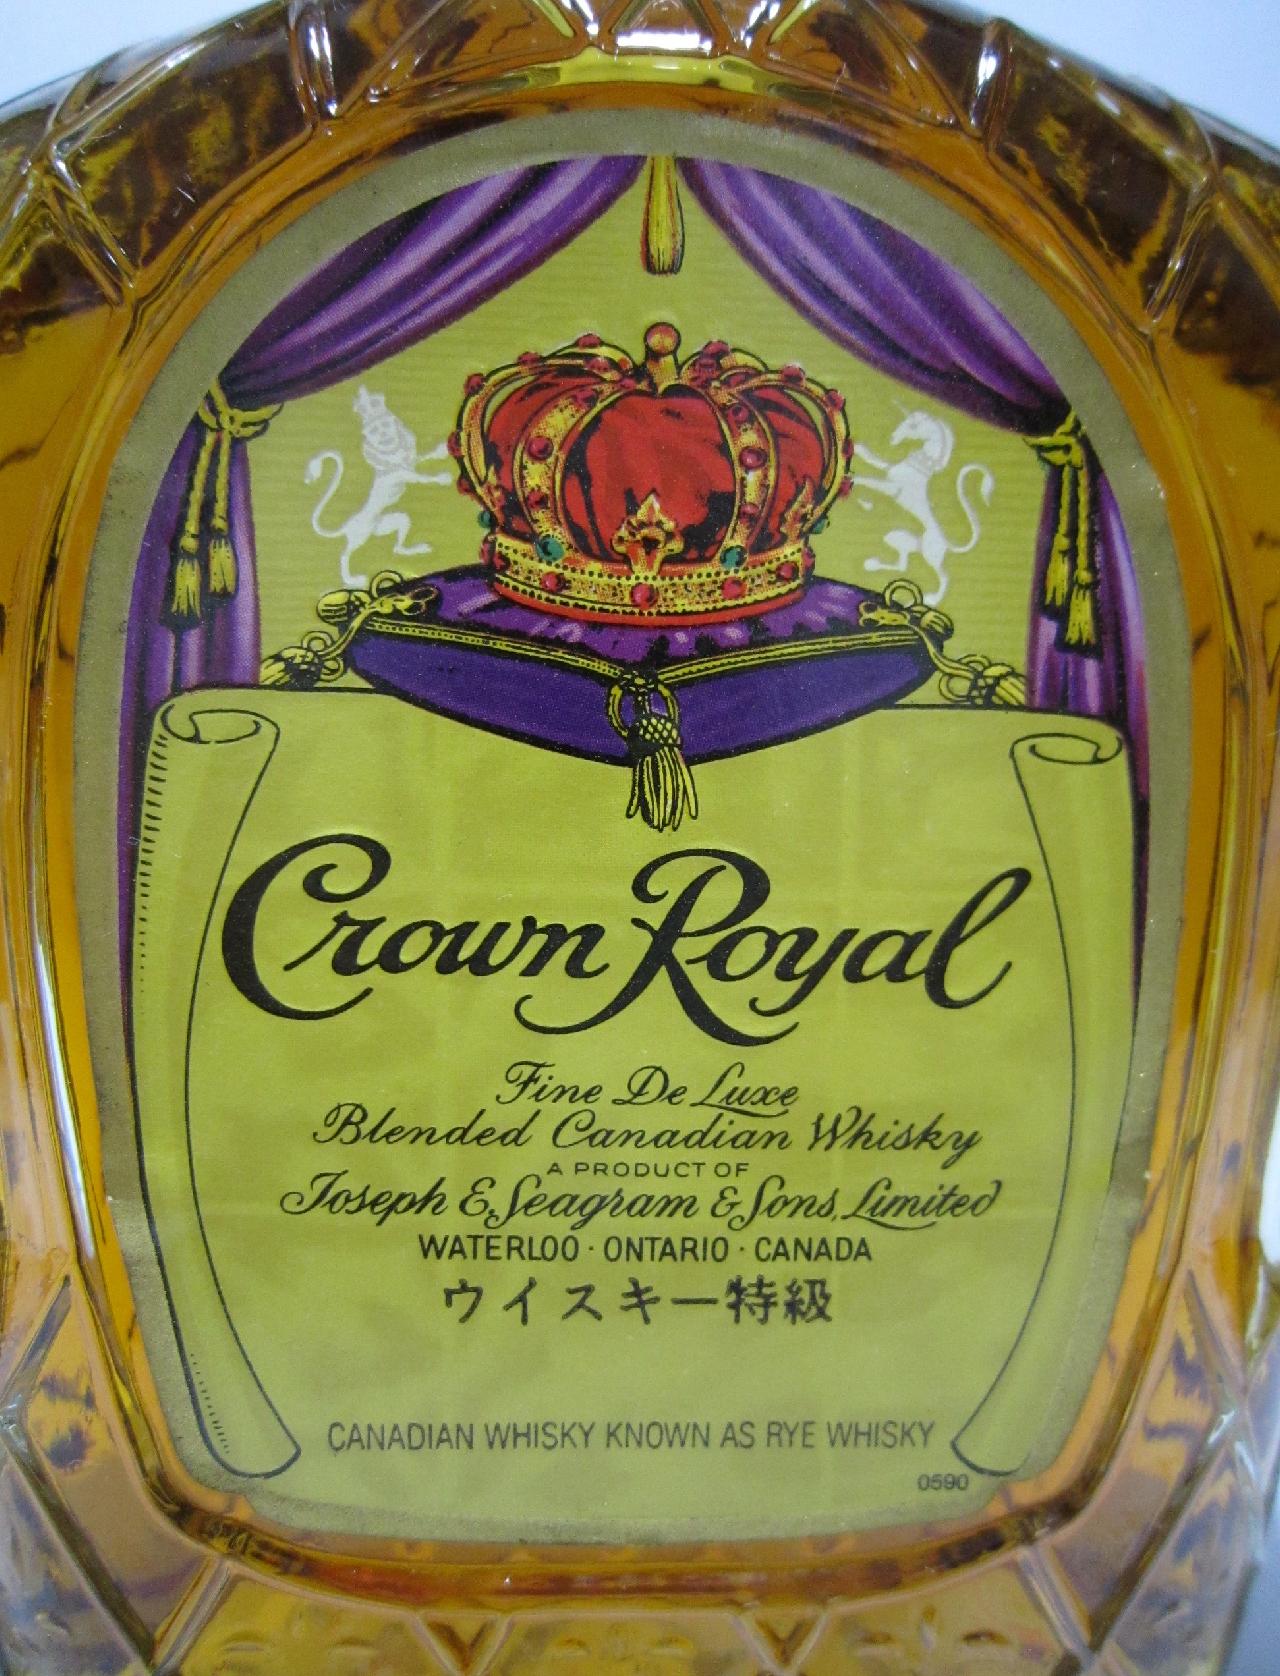 Crown Royal
Fine De Luxe
Blended Canadian Whisky
A PRODUCT OF
Joseph E. Seagram & Sons, Limited
WATERLOO · ONTARIO · CANADA
ウイスキー特級
CANADIAN WHISKY KNOWN AS RYE WHISKY
0590